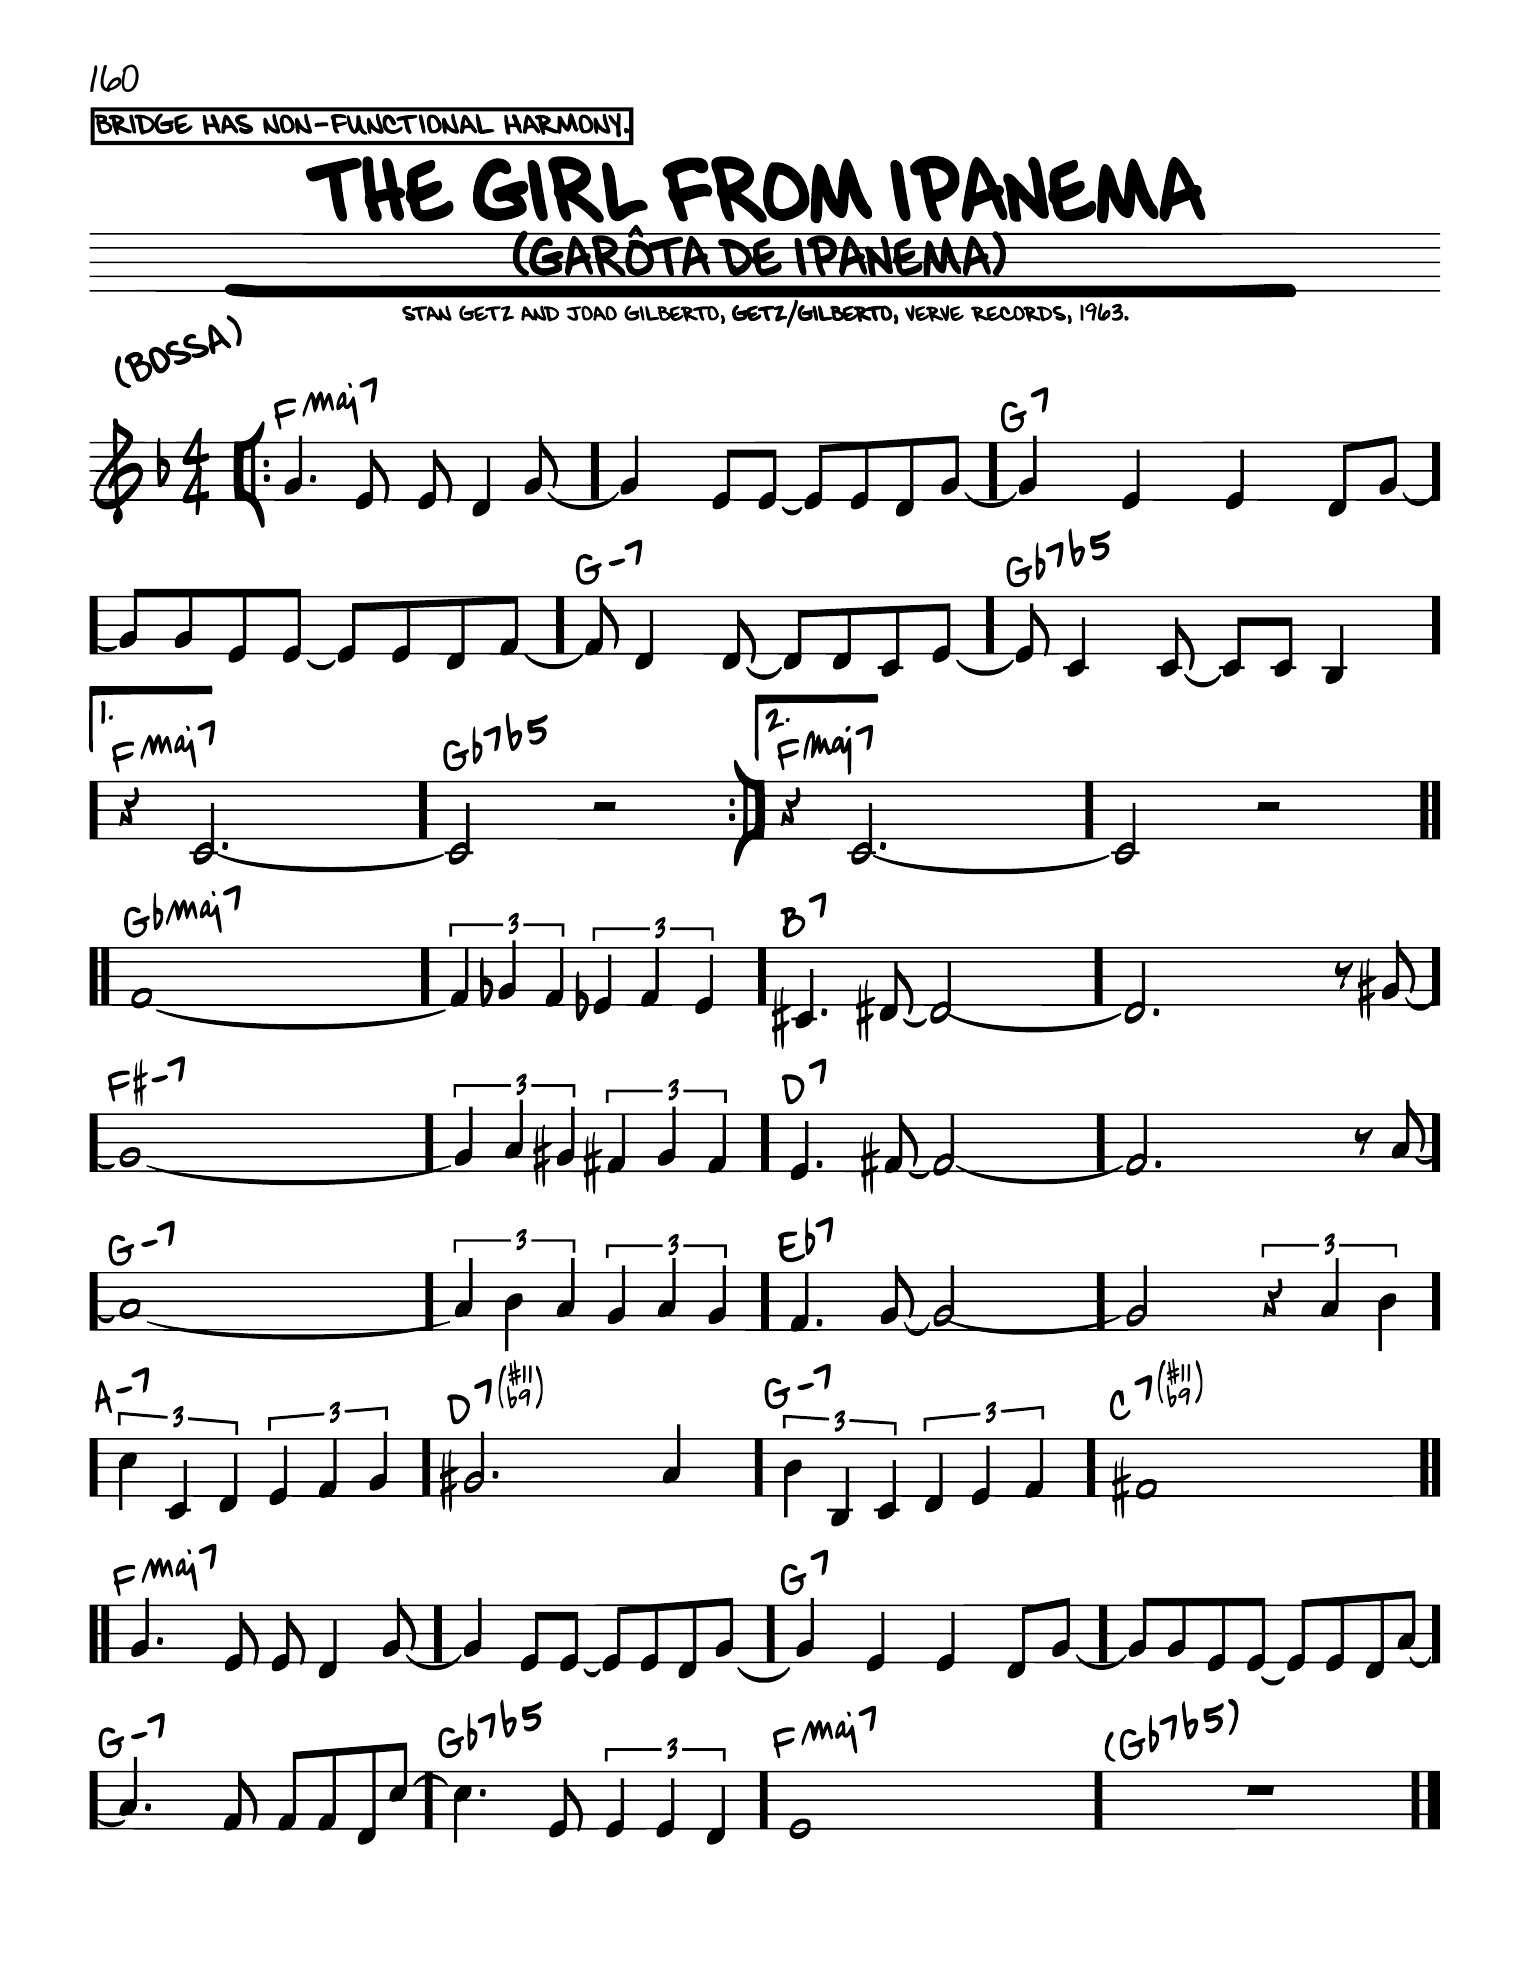 160
BRIDGE HAS NON-FUNCTIONAL HARMONY.
THE GIRL FROM IPANEMA
(GARÔTA DE IPANEMA)
STAN GETZ AND JOAO GILBERTO, GETZ/GILBERTO, VERVE RECORDS, 1963.
(BOSSA)
Fmaj7 G7
4/4
G-7 Gb7b5
1. 2.
Fmaj7 Gb7b5 Fmaj7
Gbmaj7 3 3 B7
F#-7 3 3 D7
G-7 3 3 Eb7 3
A-7 D7(#11 b9) G-7 C7(#11 b9)
3 3 3 3
Fmaj7 G7
G-7 Gb7b5 3 Fmaj7 (Gb7b5)